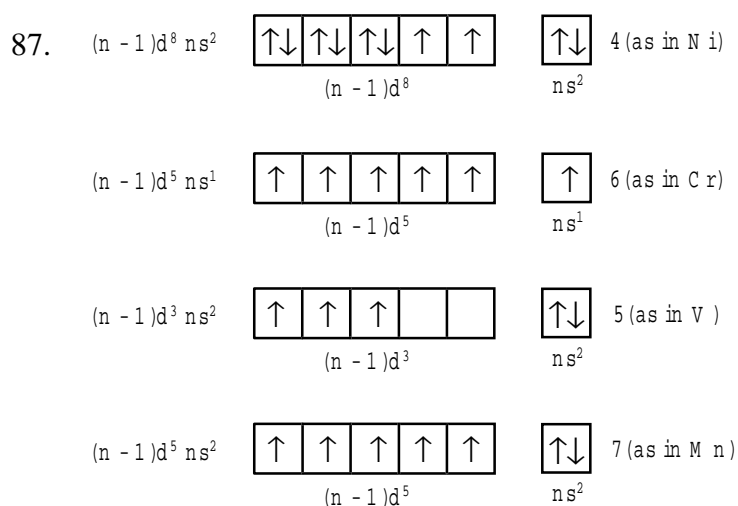 87. (n – 1)d⁸ ns² ↑↓ ↑↓ ↑↓ ↑ ↑ ↑↓ 4 (as in Ni)
(n – 1)d⁸ ns²
(n – 1)d⁵ ns¹ ↑ ↑ ↑ ↑ ↑ ↑ 6 (as in Cr)
(n – 1)d⁵ ns¹
(n – 1)d³ ns² ↑ ↑ ↑ ↑↓ 5 (as in V)
(n – 1)d³ ns²
(n – 1)d⁵ ns² ↑ ↑ ↑ ↑ ↑ ↑↓ 7 (as in Mn)
(n – 1)d⁵ ns²